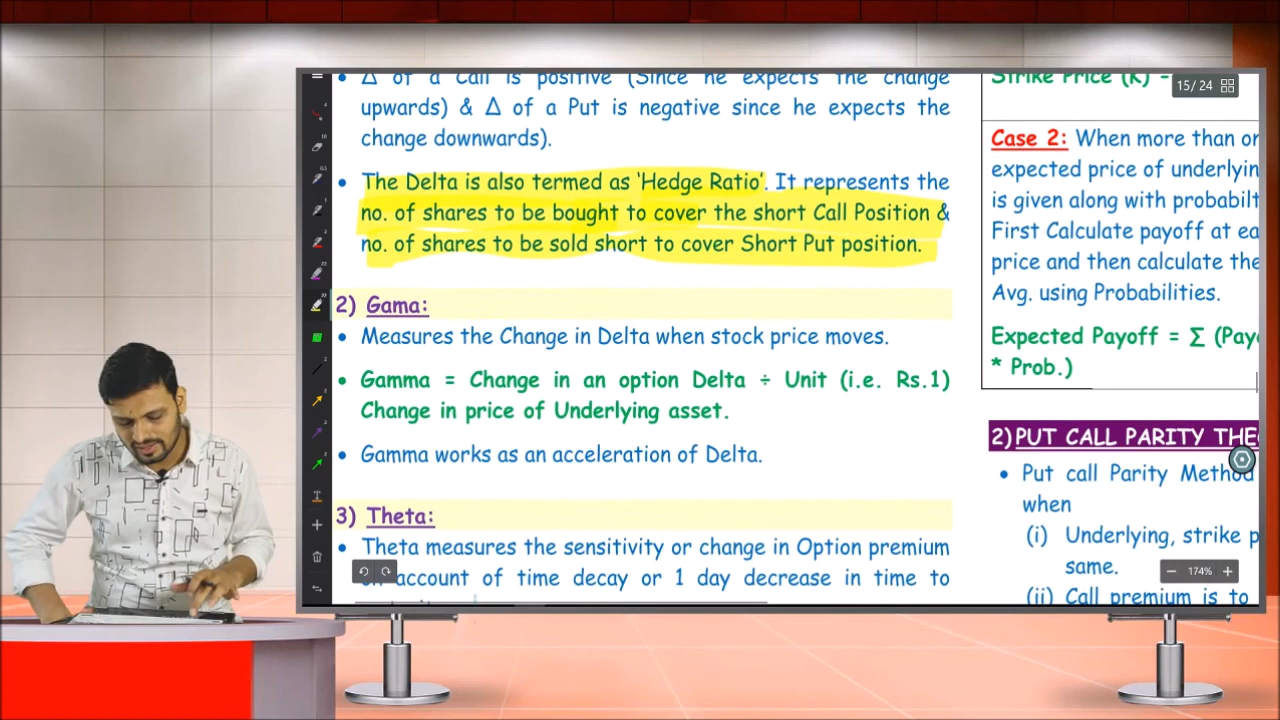 Δ of a Call is positive (Since he expects the change
upwards) & Δ of a Put is negative since he expects the
change downwards).
• The Delta is also termed as 'Hedge Ratio'. It represents the
no. of shares to be bought to cover the short Call Position &
no. of shares to be sold short to cover Short Put position.
2) Gama:
• Measures the Change in Delta when stock price moves.
• Gamma = Change in an option Delta ÷ Unit (i.e. Rs.1)
Change in price of Underlying asset.
• Gamma works as an acceleration of Delta.
3) Theta:
• Theta measures the sensitivity or change in Option premium
account of time decay or 1 day decrease in time to
Strike Price (K) =
15/24
Case 2: When more than or
expected price of underlyin
is given along with probabilt
First Calculate payoff at ea
price and then calculate the
Avg. using Probabilities.
Expected Payoff = Σ (Payo
* Prob.)
2) PUT CALL PARITY THE
• Put call Parity Method
when
(i) Underlying, strike p
same.
(ii) Call premium is to
− 174% +